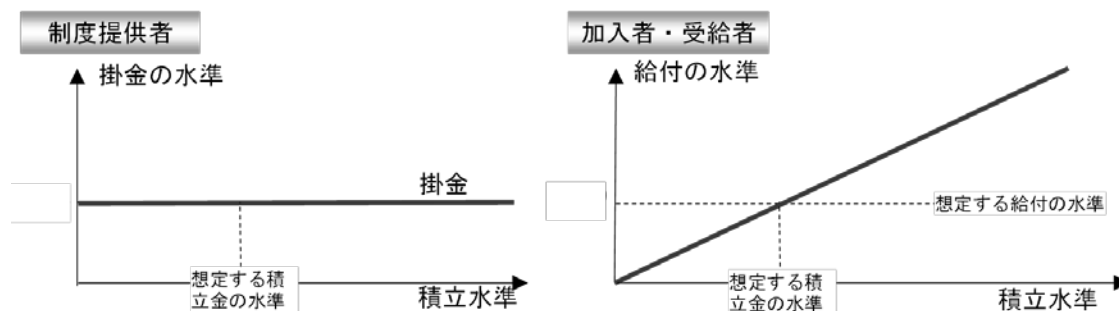 制度提供者
掛金の水準
掛金
想定する積
立金の水準
積立水準
加入者・受給者
給付の水準
想定する給付の水準
想定する積
立金の水準
積立水準